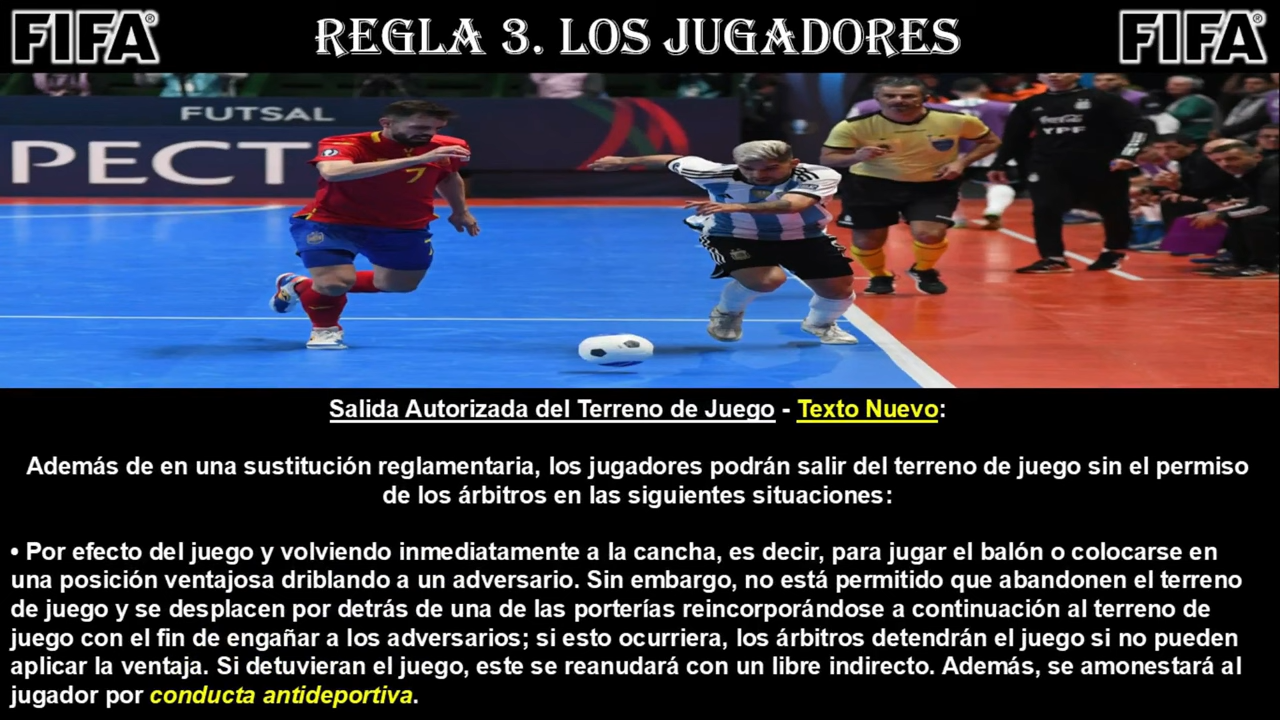 FIFA®
REGLA 3. LOS JUGADORES
FIFA®
FUTSAL
PECT
7
Coca-Cola
YPF
Salida Autorizada del Terreno de Juego - Texto Nuevo:
Además de en una sustitución reglamentaria, los jugadores podrán salir del terreno de juego sin el permiso
de los árbitros en las siguientes situaciones:
• Por efecto del juego y volviendo inmediatamente a la cancha, es decir, para jugar el balón o colocarse en
una posición ventajosa driblando a un adversario. Sin embargo, no está permitido que abandonen el terreno
de juego y se desplacen por detrás de una de las porterías reincorporándose a continuación al terreno de
juego con el fin de engañar a los adversarios; si esto ocurriera, los árbitros detendrán el juego si no pueden
aplicar la ventaja. Si detuvieran el juego, este se reanudará con un libre indirecto. Además, se amonestará al
jugador por conducta antideportiva.